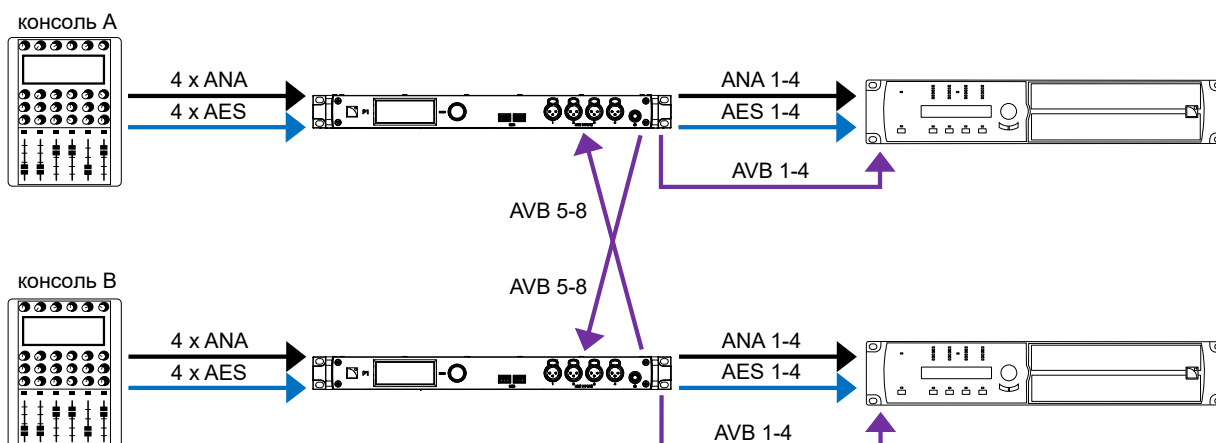 консоль A
4 x ANA
4 x AES
ANA 1-4
AES 1-4
AVB 1-4
AVB 5-8
AVB 5-8
консоль B
4 x ANA
4 x AES
ANA 1-4
AES 1-4
AVB 1-4